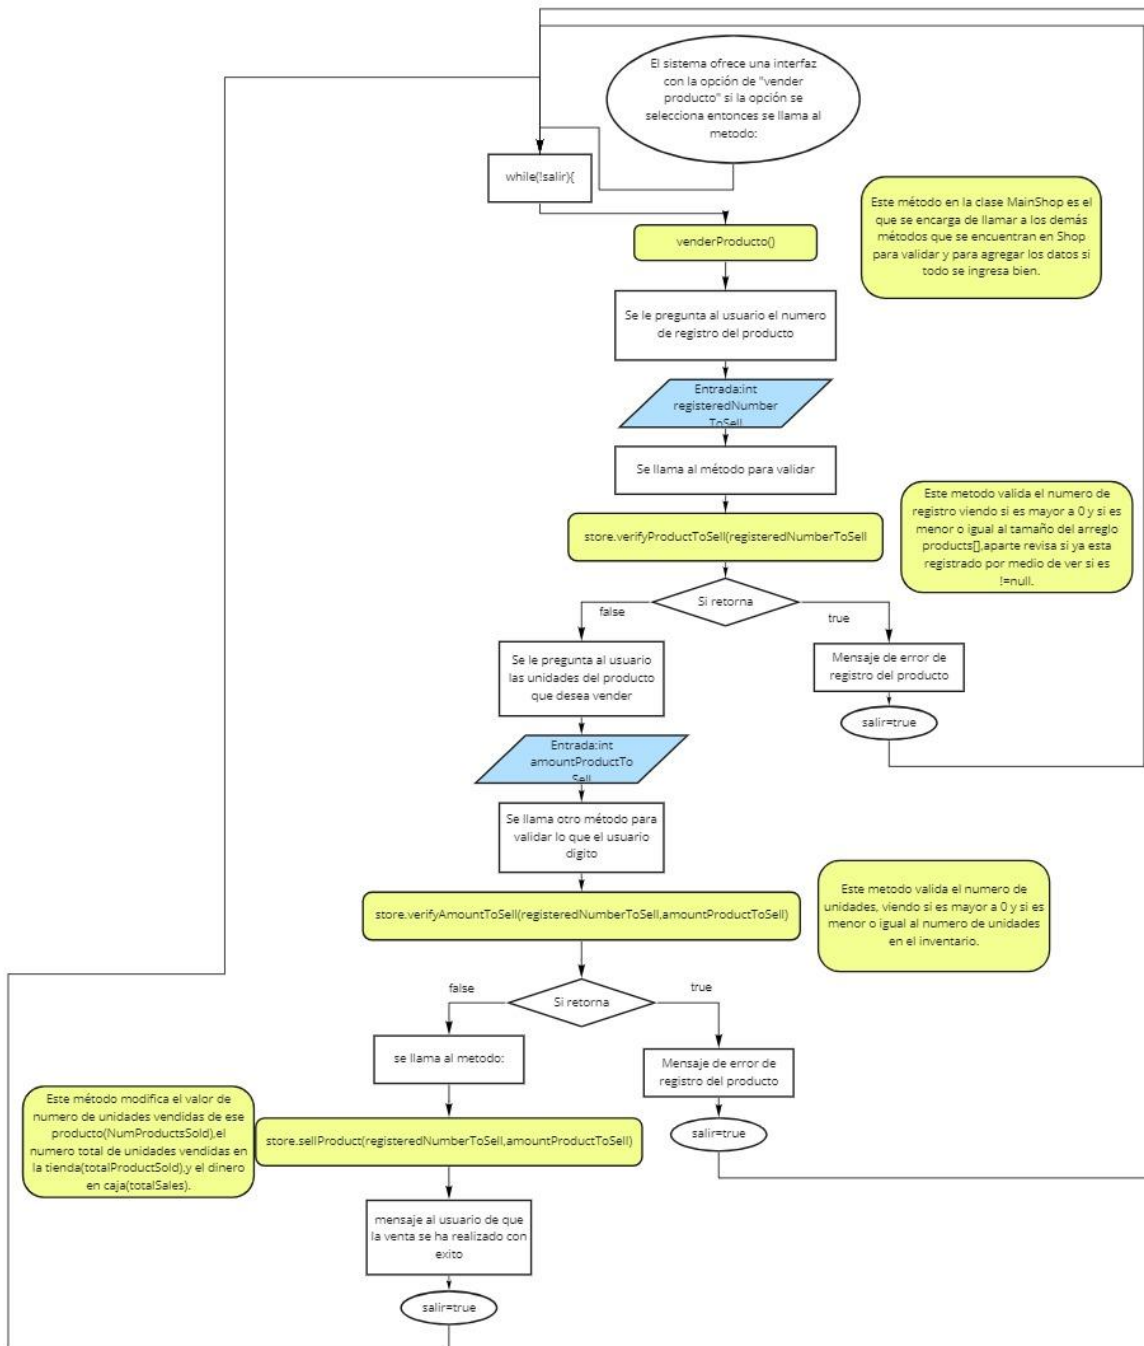 El sistema ofrece una interfaz
con la opción de "vender
producto" si la opción se
selecciona entonces se llama al
metodo:
while(!salir){
venderProducto()
Este método en la clase MainShop es el
que se encarga de llamar a los demás
métodos que se encuentran en Shop
para validar y para agregar los datos si
todo se ingresa bien.
Se le pregunta al usuario el numero
de registro del producto
Entrada:int
registeredNumber
ToSell
Se llama al método para validar
store.verifyProductToSell(registeredNumberToSell
Este metodo valida el numero de
registro viendo si es mayor a 0 y si es
menor o igual al tamaño del arreglo
products[],aparte revisa si ya esta
registrado por medio de ver si es
!=null.
Si retorna
false
true
Se le pregunta al usuario
las unidades del producto
que desea vender
Mensaje de error de
registro del producto
salir=true
Entrada:int
amountProductTo
Sell
Se llama otro método para
validar lo que el usuario
digito
store.verifyAmountToSell(registeredNumberToSell,amountProductToSell)
Este metodo valida el numero de
unidades, viendo si es mayor a 0 y si es
menor o igual al numero de unidades
en el inventario.
Si retorna
false
true
se llama al metodo:
Mensaje de error de
registro del producto
salir=true
Este método modifica el valor de
numero de unidades vendidas de ese
producto(NumProductsSold),el
numero total de unidades vendidas en
la tienda(totalProductSold),y el dinero
en caja(totalSales).
store.sellProduct(registeredNumberToSell,amountProductToSell)
mensaje al usuario de que
la venta se ha realizado con
exito
salir=true